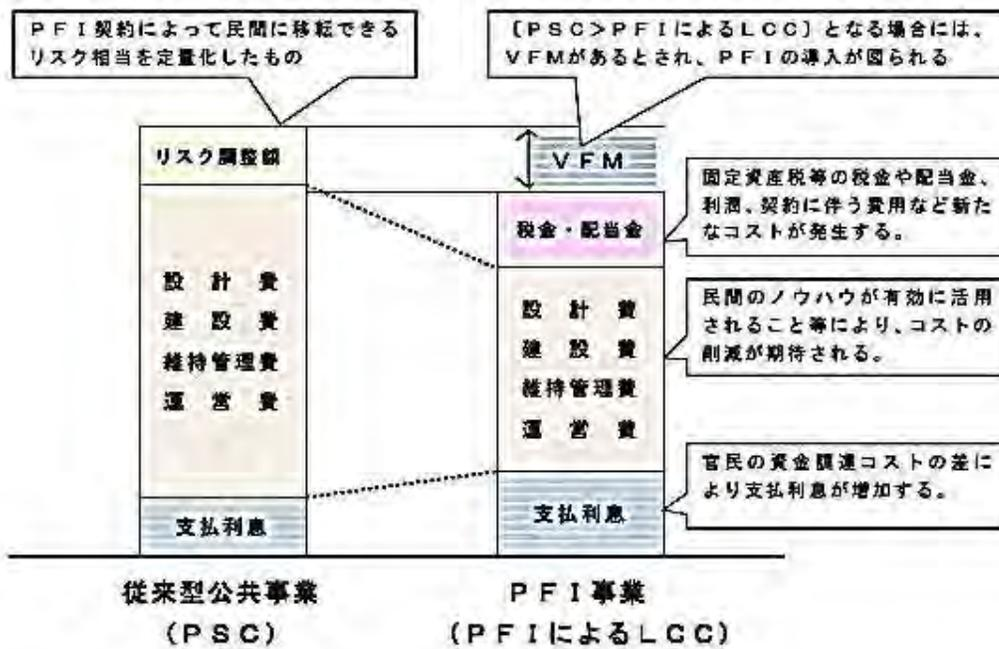 PFI契約によって民間に移転できる
リスク相当を定量化したもの
〔PSC>PFIによるLCC〕となる場合には、
VFMがあるとされ、PFIの導入が図られる
リスク調整額
VFM
固定資産税等の税金や配当金、
利潤、契約に伴う費用など新た
なコストが発生する。
税金・配当金
設計費
建設費
維持管理費
運営費
設計費
建設費
維持管理費
運営費
民間のノウハウが有効に活用
されること等により、コストの
削減が期待される。
官民の資金調達コストの差に
より支払利息が増加する。
支払利息
支払利息
従来型公共事業
(PSC)
PFI事業
(PFIによるLCC)